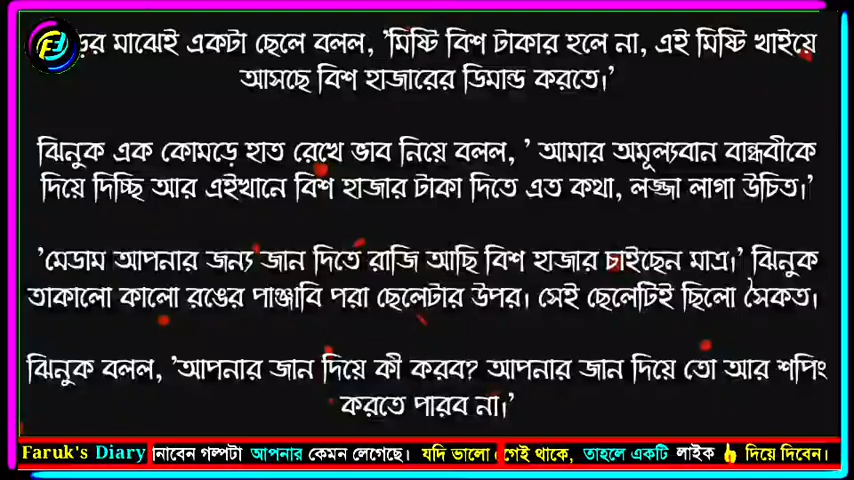 মাঝেই একটা ছেলে বলল, 'মিষ্টি বিশ টাকার হলে না, এই মিষ্টি খাইয়ে
আসছে বিশ হাজারের ডিমান্ড করতে।'
ঝিনুক এক কোমড়ে হাত রেখে ভাব নিয়ে বলল, ' আমার অমূল্যবান বান্ধবীকে
দিয়ে দিচ্ছি আর এইখানে বিশ হাজার টাকা দিতে এত কথা, লজ্জা লাগা উচিত।'
'মেডাম আপনার জন্য জান দিতে রাজি আছি বিশ হাজার চাইছেন মাত্র।' ঝিনুক
তাকালো কালো রঙের পাঞ্জাবি পরা ছেলেটার উপর। সেই ছেলেটিই ছিলো সৈকত।
ঝিনুক বলল, 'আপনার জান দিয়ে কী করব? আপনার জান দিয়ে তো আর শপিং
করতে পারব না।'
Faruk's Diary নাবেন গল্পটা আপনার কেমন লেগেছে। যদি ভালো গেই থাকে, তাহলে একটি লাইক 👆 দিয়ে দিবেন।